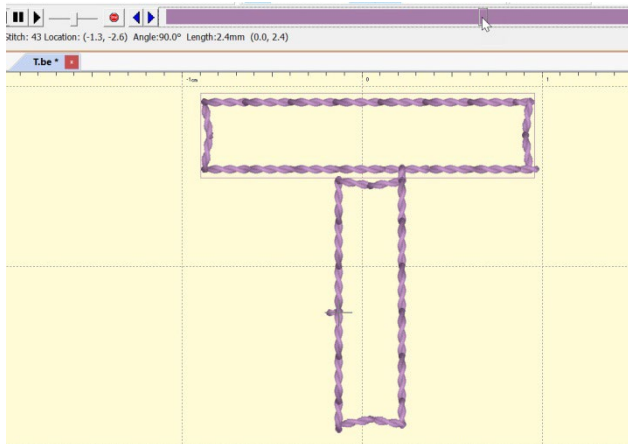 Stitch: 43 Location: (-1.3, -2.6) Angle:90.0° Length:2.4mm (0.0, 2.4)
T.be *
-1cm 0 1